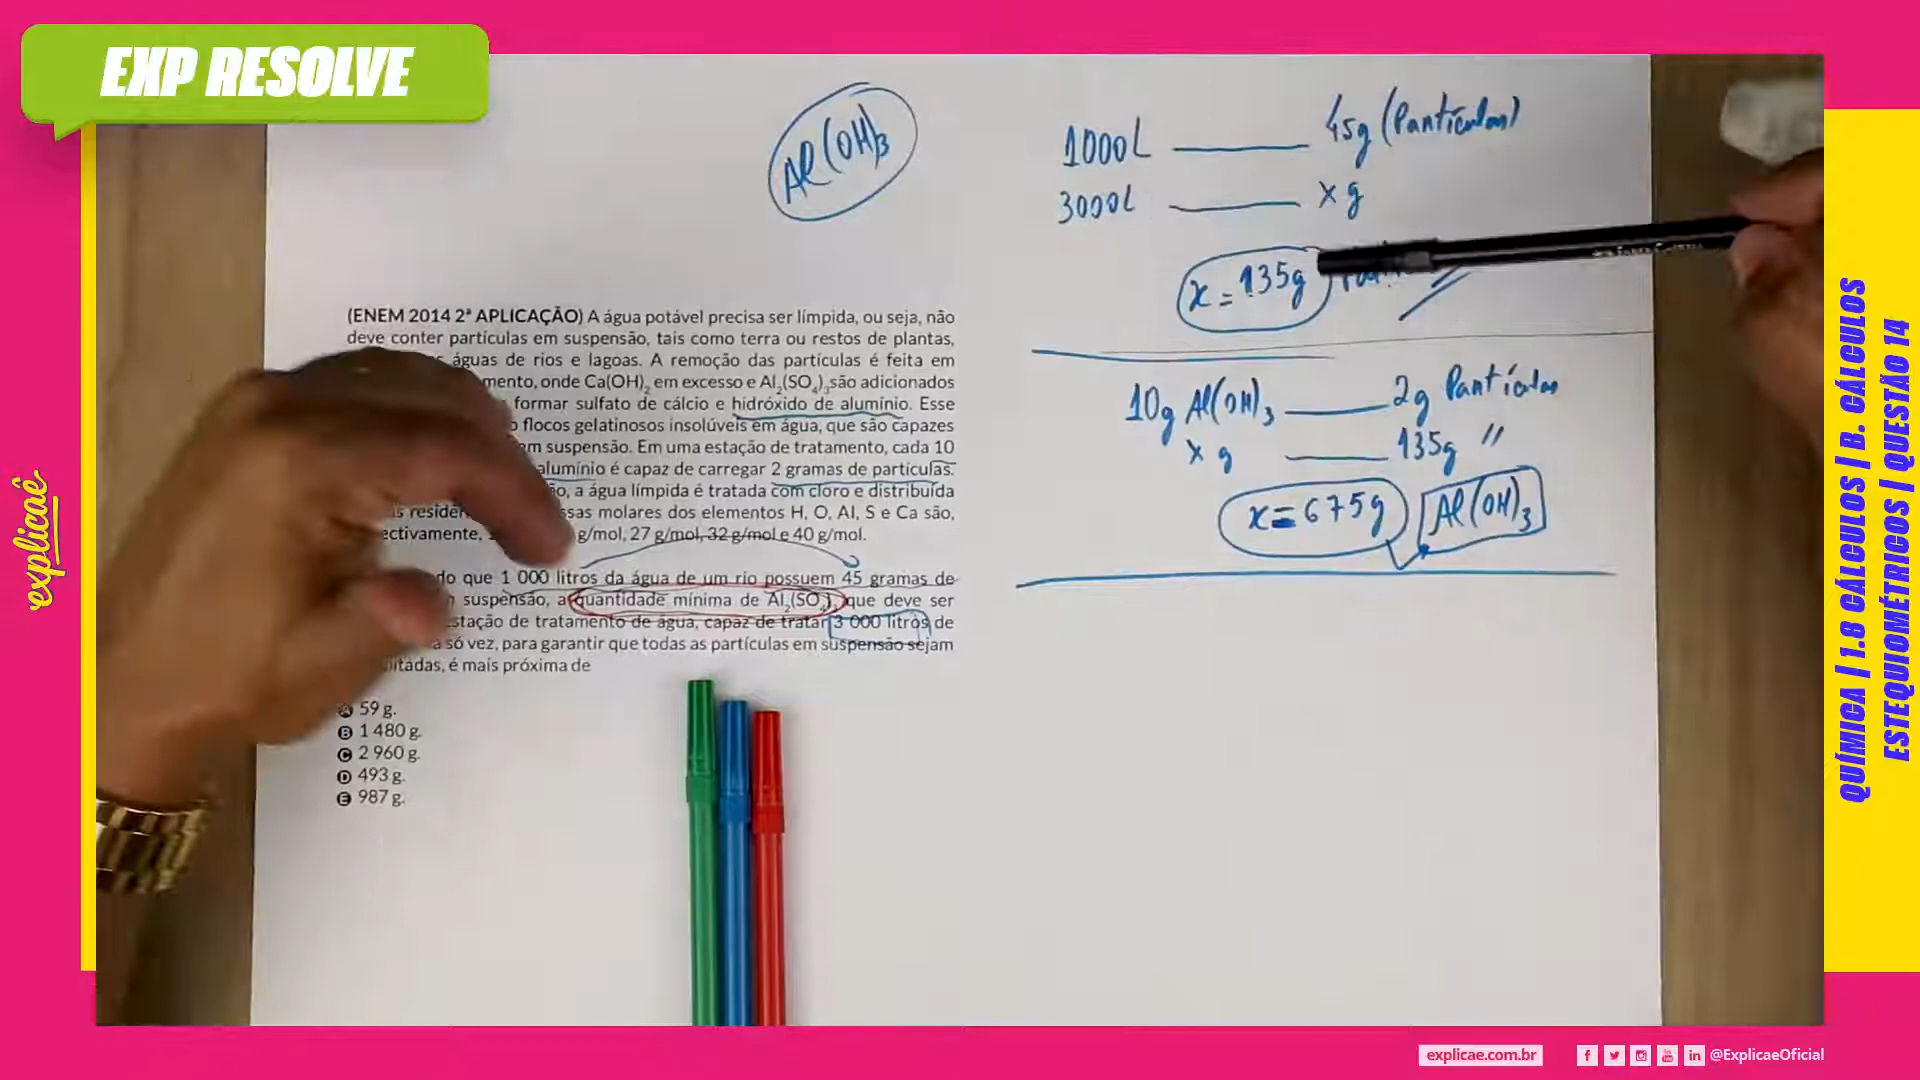 EXP RESOLVE
Al(OH)3
1000L 45g (Partículas)
3000L x g
x = 135g
10g Al(OH)3 2g Partículas
x g 135g "
x = 675g Al(OH)3
(ENEM 2014 2ª APLICAÇÃO) A água potável precisa ser límpida, ou seja, não
deve conter partículas em suspensão, tais como terra ou restos de plantas,
águas de rios e lagoas. A remoção das partículas é feita em
mento, onde Ca(OH)2 em excesso e Al2(SO4)3 são adicionados
formar sulfato de cálcio e hidróxido de alumínio. Esse
flocos gelatinosos insolúveis em água, que são capazes
em suspensão. Em uma estação de tratamento, cada 10
alumínio é capaz de carregar 2 gramas de partículas.
o, a água límpida é tratada com cloro e distribuída
molares dos elementos H, O, Al, S e Ca são,
ectivamente, g/mol, 27 g/mol, 32 g/mol e 40 g/mol.
do que 1 000 litros da água de um rio possuem 45 gramas de
suspensão, a quantidade mínima de Al2(SO4)3 que deve ser
estação de tratamento de água, capaz de tratar 3 000 litros de
só vez, para garantir que todas as partículas em suspensão sejam
é mais próxima de
A 59 g.
B 1 480 g.
C 2 960 g.
D 493 g.
E 987 g.
explicaê
QUÍMICA | 1.8 CÁLCULOS | B. CÁLCULOS
ESTEQUIOMÉTRICOS | QUESTÃO 14
explicae.com.br
@ExplicaeOficial